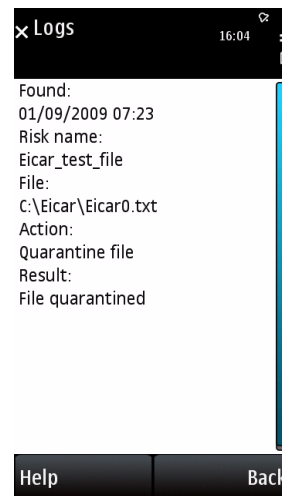 Logs
16:04
Found:
01/09/2009 07:23
Risk name:
Eicar_test_file
File:
C:\Eicar\Eicar0.txt
Action:
Quarantine file
Result:
File quarantined
Help
Back